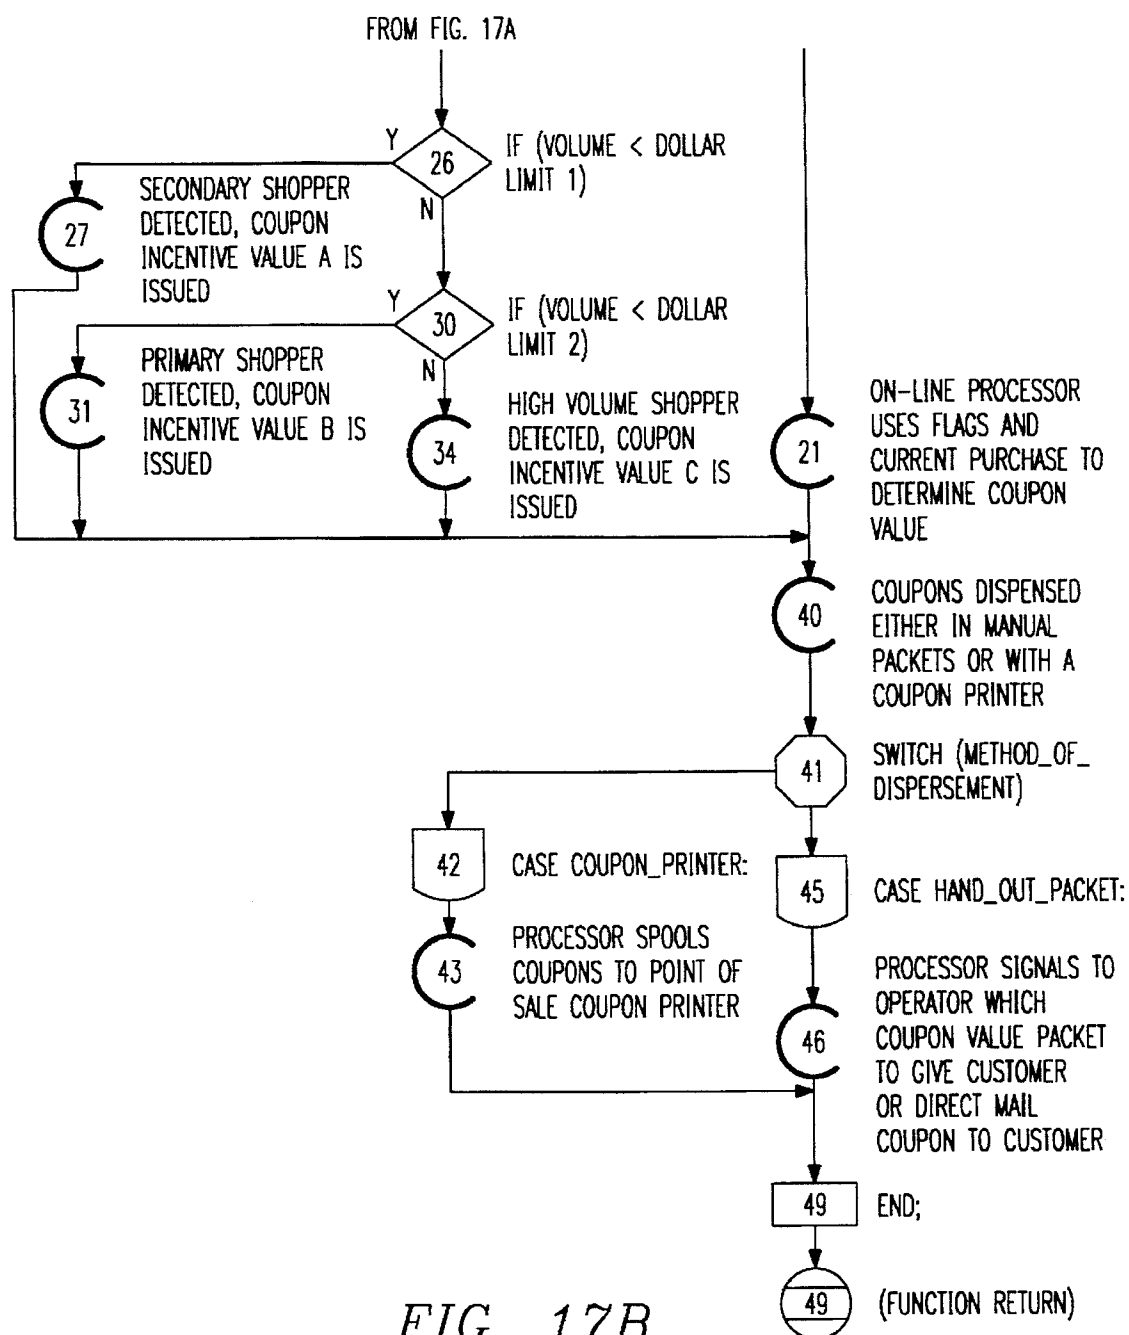 FROM FIG. 17A
Y
26
IF (VOLUME < DOLLAR
LIMIT 1)
N
27
SECONDARY SHOPPER
DETECTED, COUPON
INCENTIVE VALUE A IS
ISSUED
Y
30
IF (VOLUME < DOLLAR
LIMIT 2)
N
31
PRIMARY SHOPPER
DETECTED, COUPON
INCENTIVE VALUE B IS
ISSUED
34
HIGH VOLUME SHOPPER
DETECTED, COUPON
INCENTIVE VALUE C IS
ISSUED
21
ON-LINE PROCESSOR
USES FLAGS AND
CURRENT PURCHASE TO
DETERMINE COUPON
VALUE
40
COUPONS DISPENSED
EITHER IN MANUAL
PACKETS OR WITH A
COUPON PRINTER
41
SWITCH (METHOD_OF_
DISPERSEMENT)
42
CASE COUPON_PRINTER:
43
PROCESSOR SPOOLS
COUPONS TO POINT OF
SALE COUPON PRINTER
45
CASE HAND_OUT_PACKET:
46
PROCESSOR SIGNALS TO
OPERATOR WHICH
COUPON VALUE PACKET
TO GIVE CUSTOMER
OR DIRECT MAIL
COUPON TO CUSTOMER
49
END;
49
(FUNCTION RETURN)
FIG. 17B